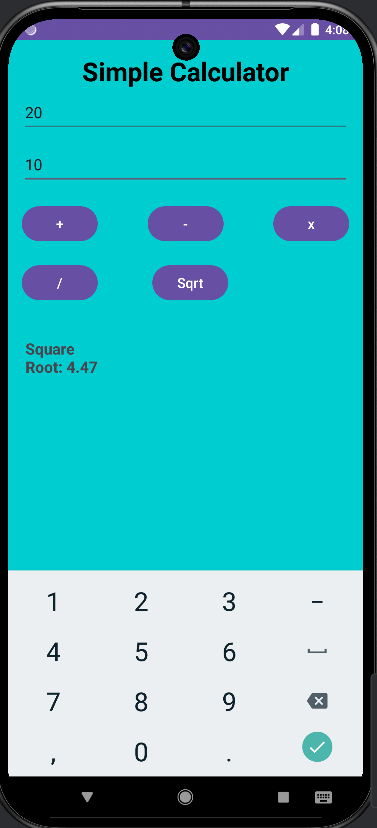 4:08
Simple Calculator
20
10
+ - x
/ Sqrt
Square
Root: 4.47
1 2 3 –
4 5 6
7 8 9
, 0 .